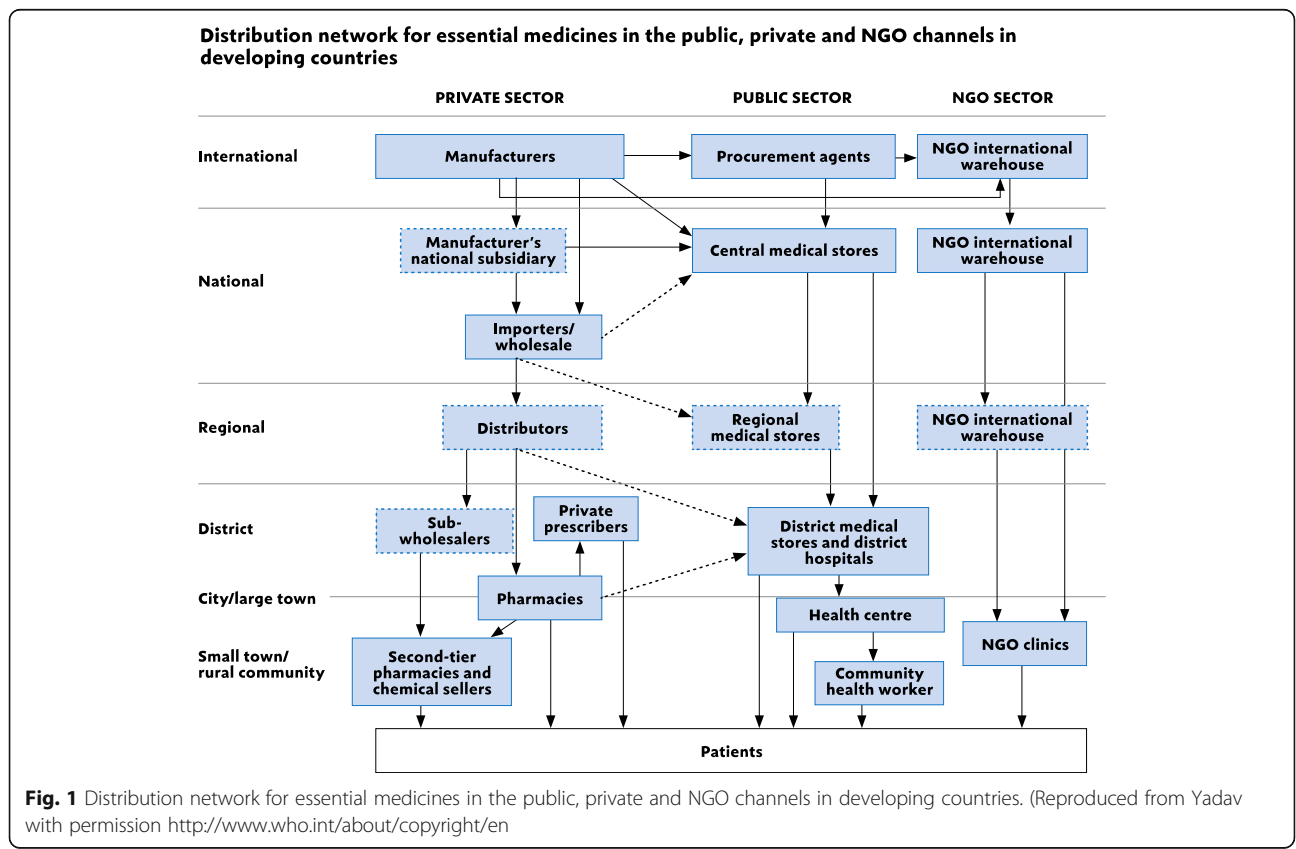 Distribution network for essential medicines in the public, private and NGO channels in
developing countries
PRIVATE SECTOR
PUBLIC SECTOR
NGO SECTOR
International
Manufacturers
Procurement agents
NGO international
warehouse
National
Manufacturer's
national subsidiary
Central medical stores
NGO international
warehouse
Importers/
wholesale
Regional
Distributors
Regional
medical stores
NGO international
warehouse
District
Sub-
wholesalers
Private
prescribers
District medical
stores and district
hospitals
City/large town
Pharmacies
Health centre
Small town/
rural community
Second-tier
pharmacies and
chemical sellers
Community
health worker
NGO clinics
Patients
Fig. 1 Distribution network for essential medicines in the public, private and NGO channels in developing countries. (Reproduced from Yadav
with permission http://www.who.int/about/copyright/en